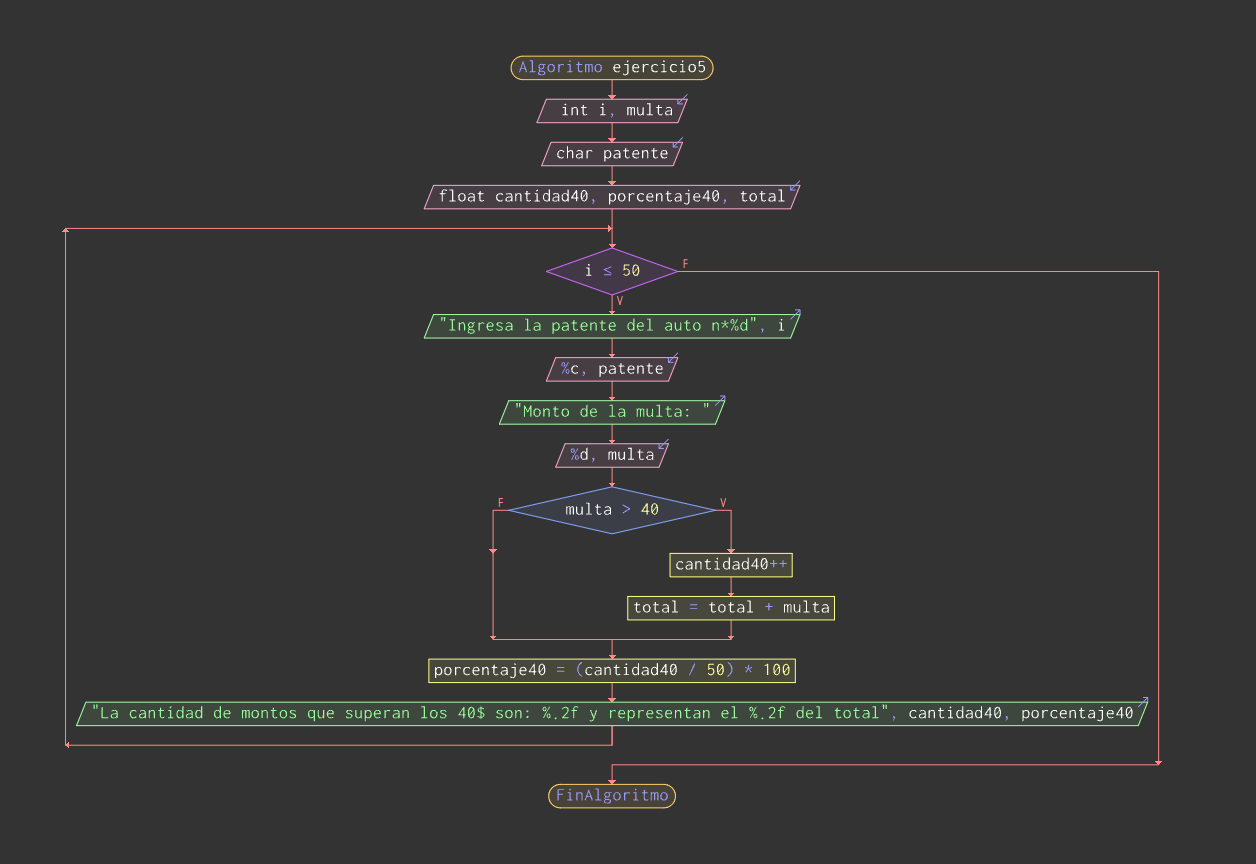 Algoritmo ejercicio5
int i, multa
char patente
float cantidad40, porcentaje40, total
i ≤ 50
F
V
"Ingresa la patente del auto n*%d", i
%c, patente
"Monto de la multa: "
%d, multa
F
V
multa > 40
cantidad40++
total = total + multa
porcentaje40 = (cantidad40 / 50) * 100
"La cantidad de montos que superan los 40$ son: %.2f y representan el %.2f del total", cantidad40, porcentaje40
FinAlgoritmo